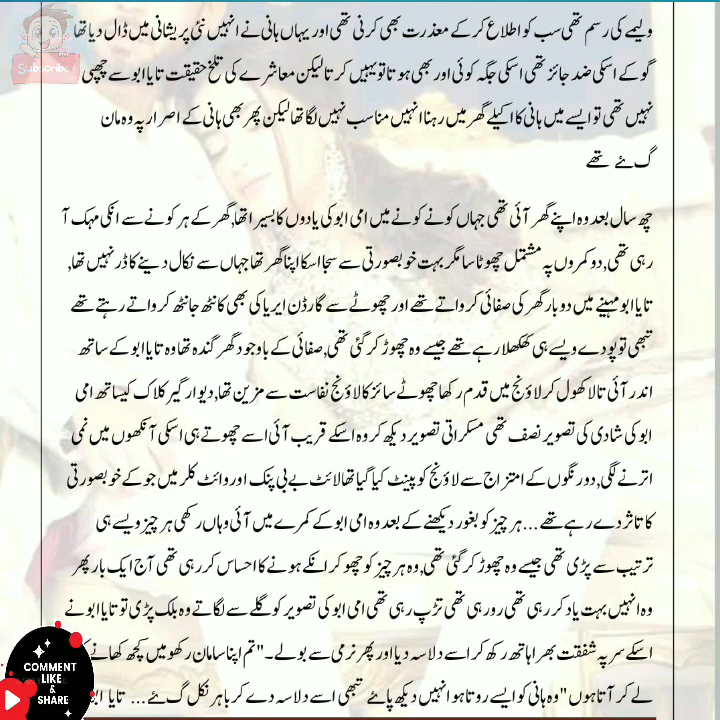 ولیمے کی رسم تھی سب کو اطلاع کر کے معذرت بھی کرنی تھی اور یہاں ہانی نے انہیں نئی پریشانی میں ڈال دیا تھا
گو کے اسکی ضد جائز تھی اسکی جگہ کوئی اور بھی ہوتا تو یہیں کرتا لیکن معاشرے کی تلخ حقیقت تایا ابو سے چھپی
نہیں تھی تو ایسے میں ہانی کا اکیلے گھر میں رہنا انہیں مناسب نہیں لگا تھا لیکن پھر بھی ہانی کے اصرار پہ وہ مان
گئے تھے
چھ سال بعد وہ اپنے گھر آئی تھی جہاں کونے کونے میں امی ابو کی یادوں کا بسیرا تھا,گھر کے ہر کونے سے انکی مہک آ
رہی تھی,دو کمروں پہ مشتمل چھوٹا سا مگر بہت خوبصورتی سے سجا اسکا اپنا گھر تھا جہاں سے نکال دینے کا ڈر نہیں تھا,
تایا ابو مہینے میں دو بار گھر کی صفائی کرواتے تھے اور چھوٹے سے گارڈن ایریا کی بھی کانٹھ جانٹھ کرواتے رہتے تھے
تبھی تو پودے ویسے ہی کھکھلا رہے تھے جیسے وہ چھوڑ کر گئی تھی,صفائی کے باوجود گھر گندہ تھا وہ تایا ابو کے ساتھ
اندر آئی تالا کھول کر لاؤنج میں قدم رکھا چھوٹے سائز کا لاؤنج نفاست سے مزین تھا,دیوار گیر کلاک کیساتھ امی
ابو کی شادی کی تصویر نصف تھی مسکراتی تصویر دیکھ کر وہ اسکے قریب آئی اسے چھوتے ہی اسکی آنکھوں میں نمی
اترنے لگی,دو رنگوں کے امتزاج سے لاؤنج کو پینٹ کیا گیا تھا لائٹ بے بی پنک اور وائٹ کلر میں جو کے خوبصورتی
کا تاثر دے رہے تھے...ہر چیز کو بغور دیکھنے کے بعد وہ امی ابو کے کمرے میں آئی وہاں رکھی ہر چیز ویسے ہی
ترتیب سے پڑی تھی جیسے وہ چھوڑ کر گئی تھی,وہ ہر چیز کو چھو کر انکے ہونے کا احساس کر رہی تھی آج ایک بار پھر
وہ انہیں بہت یاد کر رہی تھی رو رہی تھی تڑپ رہی تھی امی ابو کی تصویر کو گلے سے لگاتے وہ بلک پڑی تو تایا ابو نے
اسکے سر پہ شفقت بھرا ہاتھ رکھ کر اسے دلاسہ دیا اور پھر نرمی سے بولے۔"تم اپنا سامان رکھو میں کچھ کھانے
لے کر آتا ہوں"وہ ہانی کو ایسے روتا ہوا نہیں دیکھ پائے تبھی اسے دلاسہ دے کر باہر نکل گئے... تایا
Subscribe
COMMENT
LIKE
&
SHARE